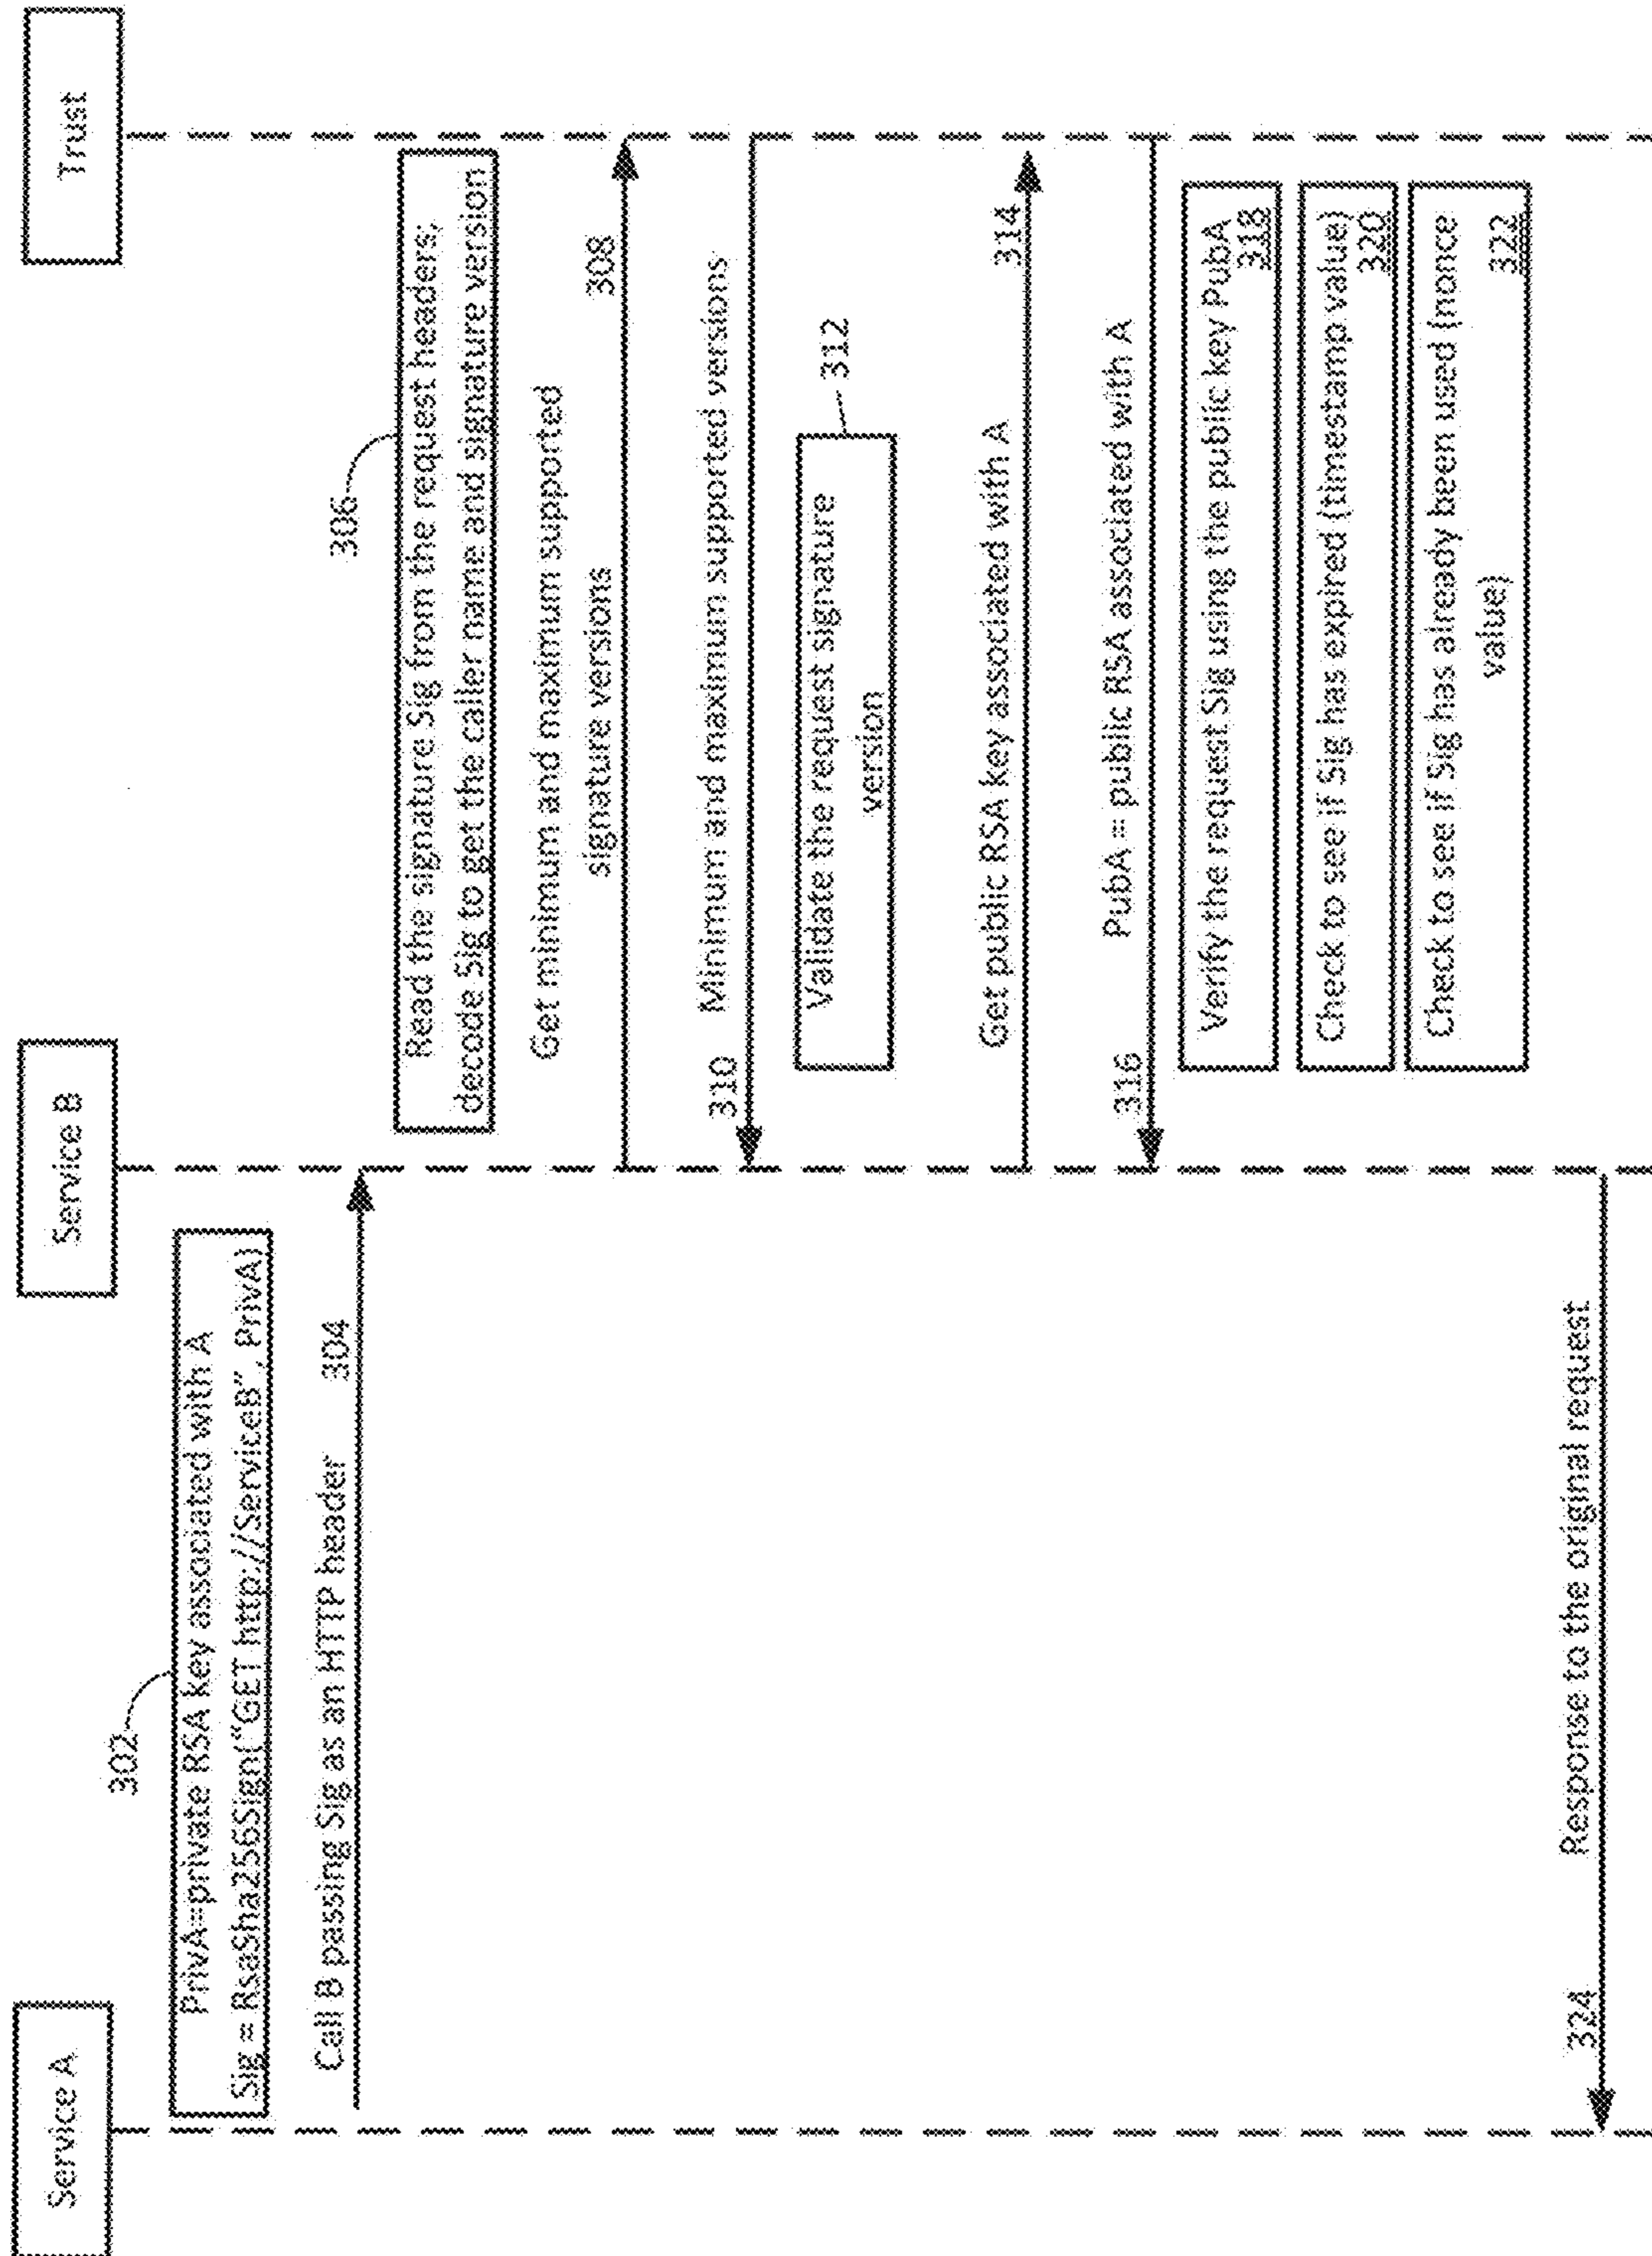 Service A
Service B
Trust
302
PrivA=private RSA key associated with A
Sig = RsaSha256Sign("GET http://ServiceB", PrivA)
Call B passing Sig as an HTTP header
304
306
Read the signature Sig from the request headers;
decode Sig to get the caller name and signature version
Get minimum and maximum supported
signature versions
308
310
Minimum and maximum supported versions
Validate the request signature
version
312
Get public RSA key associated with A
314
PubA = public RSA associated with A
316
Verify the request Sig using the public key PubA
318
Check to see if Sig has expired (timestamp value)
320
Check to see if Sig has already been used (nonce
value)
322
Response to the original request
324